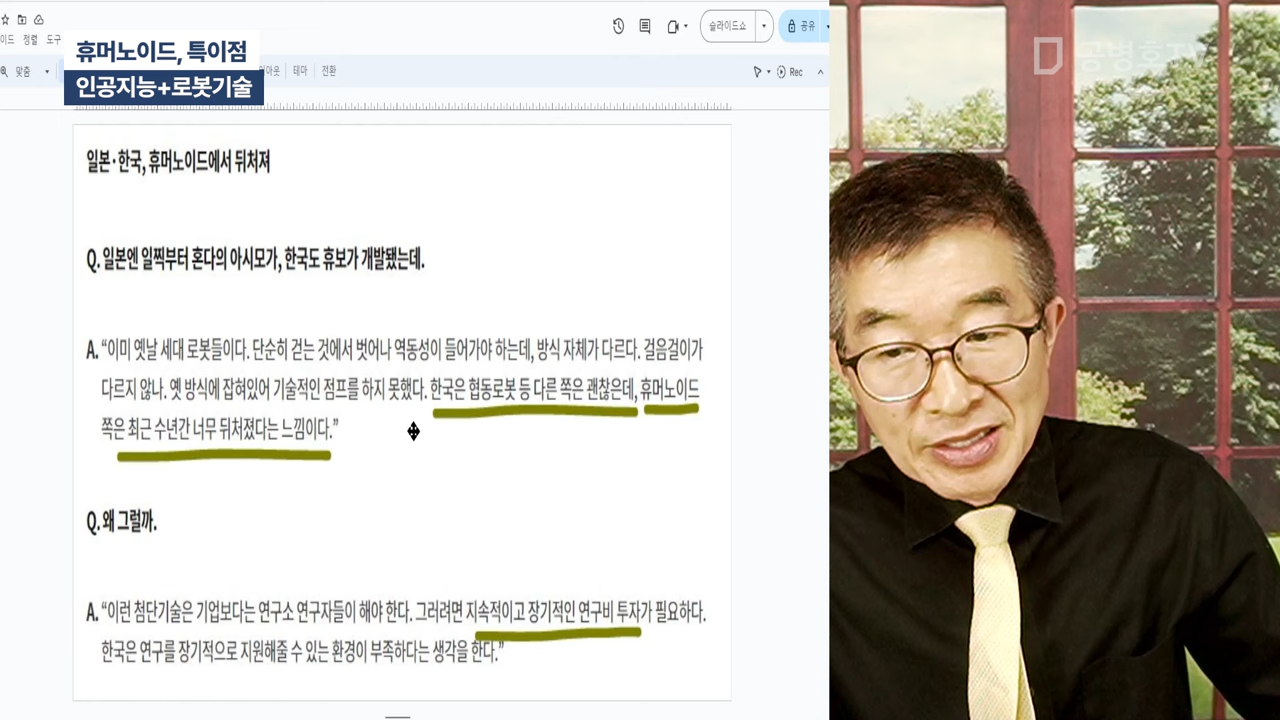 이드 정렬 도구
슬라이드쇼
공유
휴머노이드, 특이점
인공지능+로봇기술
맞춤
아웃 테마 전환
Rec
공병호TV
일본·한국, 휴머노이드에서 뒤처져
Q. 일본엔 일찍부터 혼다의 아시모가, 한국도 휴보가 개발됐는데.
A. “이미 옛날 세대 로봇들이다. 단순히 걷는 것에서 벗어나 역동성이 들어가야 하는데, 방식 자체가 다르다. 걸음걸이가
다르지 않나. 옛 방식에 잡혀있어 기술적인 점프를 하지 못했다. 한국은 협동로봇 등 다른 쪽은 괜찮은데, 휴머노이드
쪽은 최근 수년간 너무 뒤처졌다는 느낌이다.”
Q. 왜 그럴까.
A. “이런 첨단기술은 기업보다는 연구소 연구자들이 해야 한다. 그러려면 지속적이고 장기적인 연구비 투자가 필요하다.
한국은 연구를 장기적으로 지원해줄 수 있는 환경이 부족하다는 생각을 한다.”